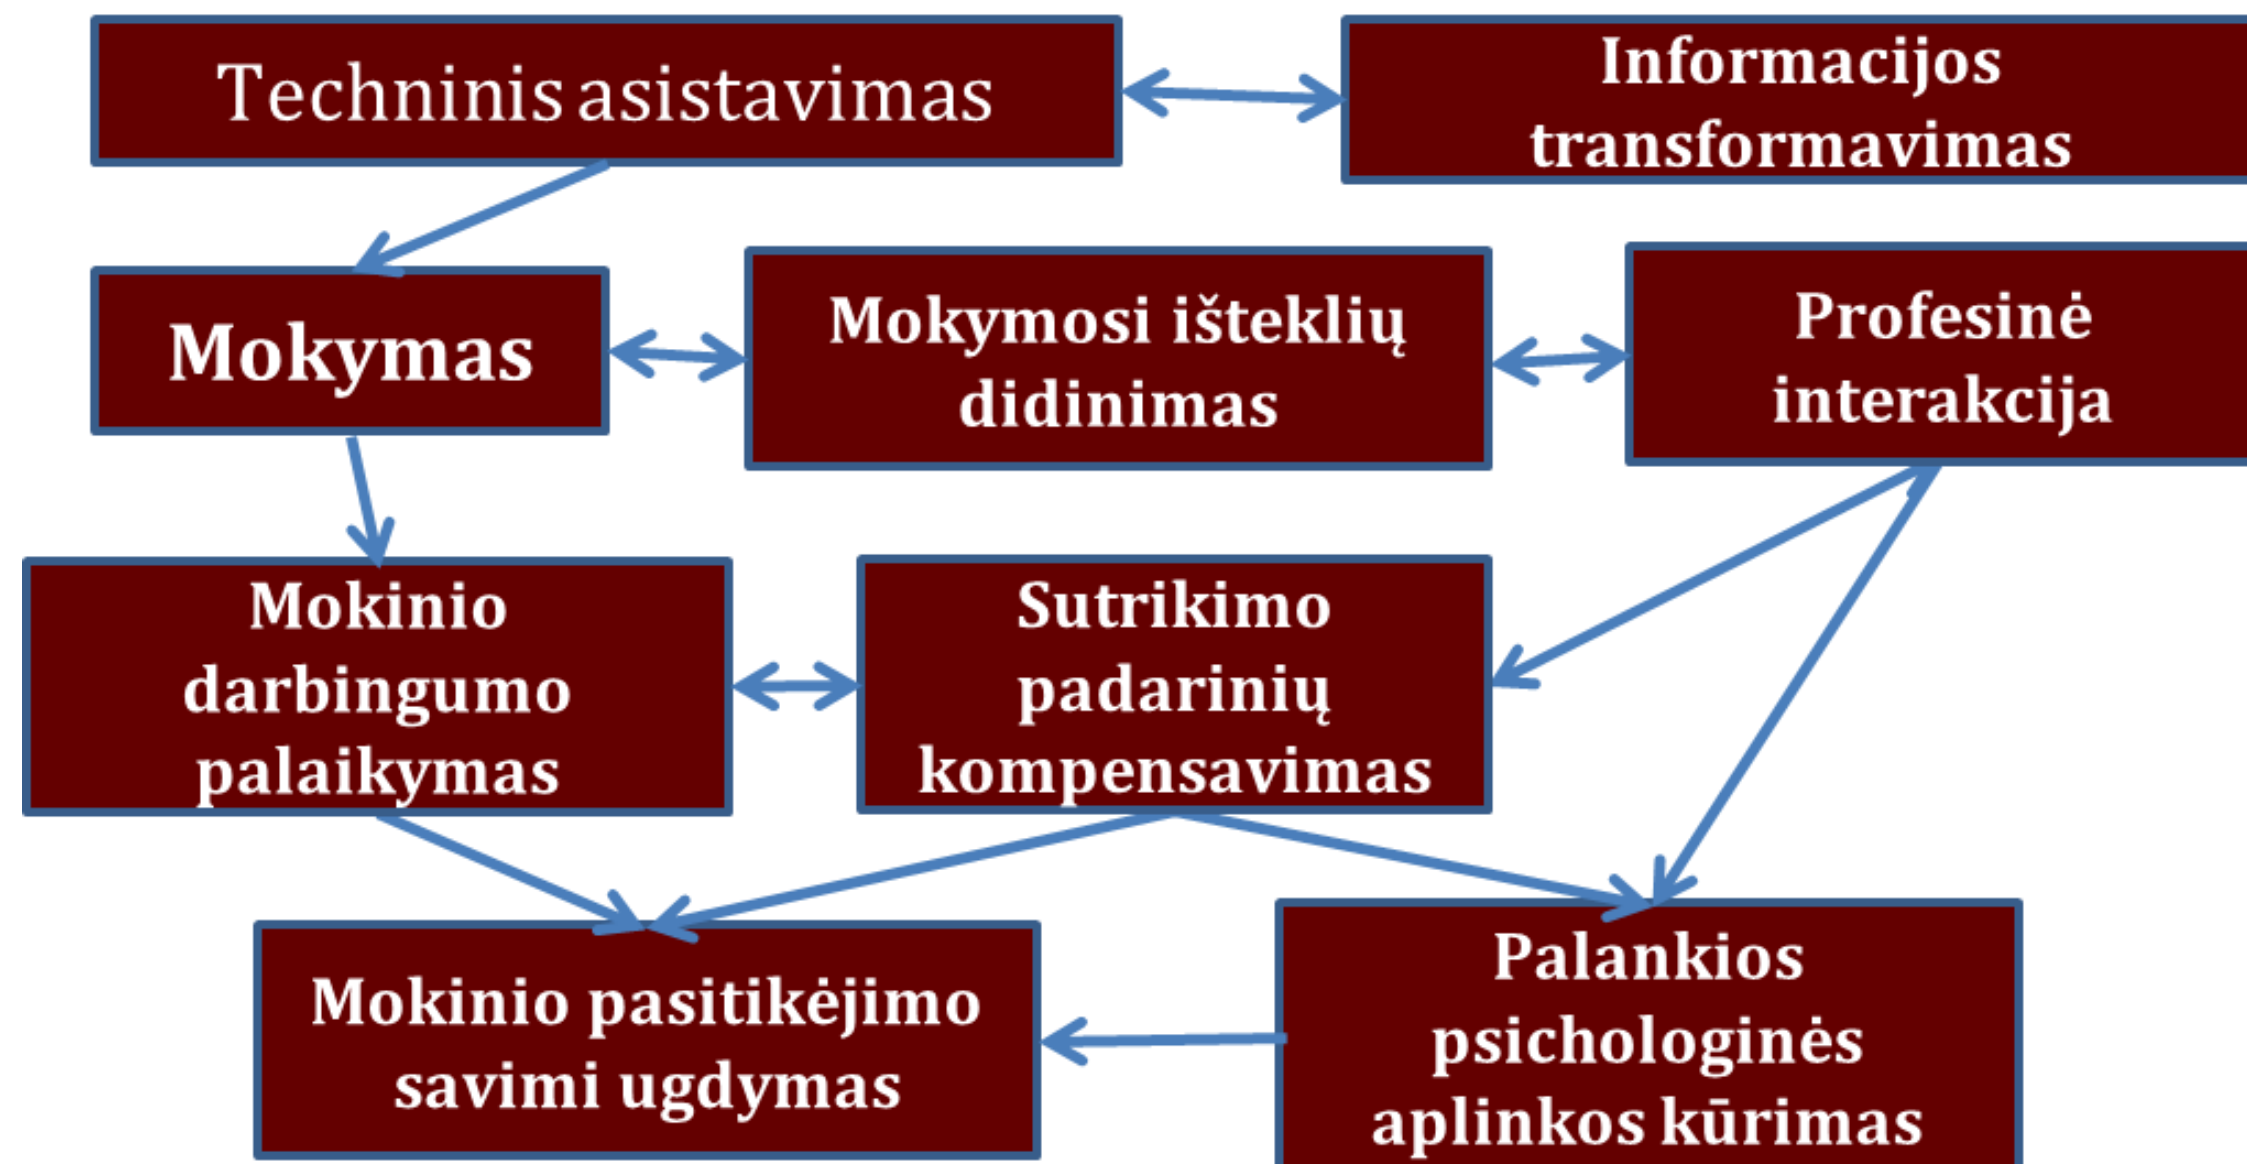 Techninis asistavimas
Informacijos
transformavimas
Mokymas
Mokymosi išteklių
didinimas
Profesinė
interakcija
Mokinio
darbingumo
palaikymas
Sutrikimo
padarinių
kompensavimas
Mokinio pasitikėjimo
savimi ugdymas
Palankios
psichologinės
aplinkos kūrimas